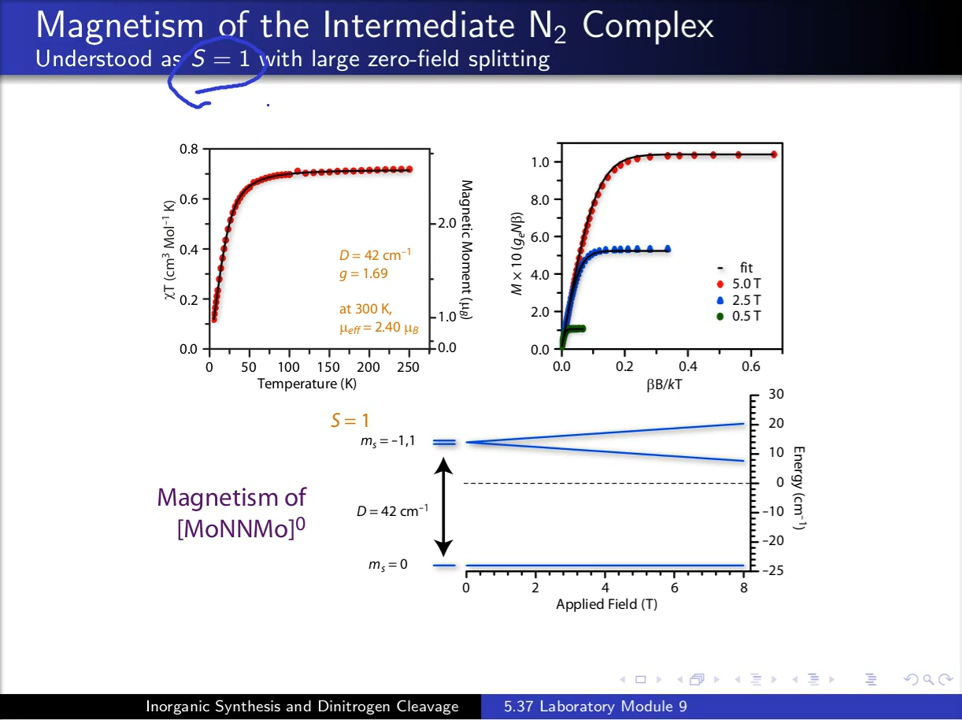 Magnetism of the Intermediate N₂ Complex
Understood as S = 1 with large zero-field splitting
0.8
0.6
0.4
0.2
0.0
χT (cm³ Mol⁻¹ K)
2.0
1.0
0.0
Magnetic Moment (μB)
D = 42 cm⁻¹
g = 1.69
at 300 K,
μeff = 2.40 μB
0 50 100 150 200 250
Temperature (K)
1.0
8.0
6.0
4.0
2.0
0.0
M × 10 (gₑNβ)
fit
5.0 T
2.5 T
0.5 T
0.0 0.2 0.4 0.6
βB/kT
S = 1
mₛ = –1,1
D = 42 cm⁻¹
mₛ = 0
Magnetism of
[MoNNMo]⁰
30
20
10
0
–10
–20
–25
Energy (cm⁻¹)
0 2 4 6 8
Applied Field (T)
Inorganic Synthesis and Dinitrogen Cleavage 5.37 Laboratory Module 9